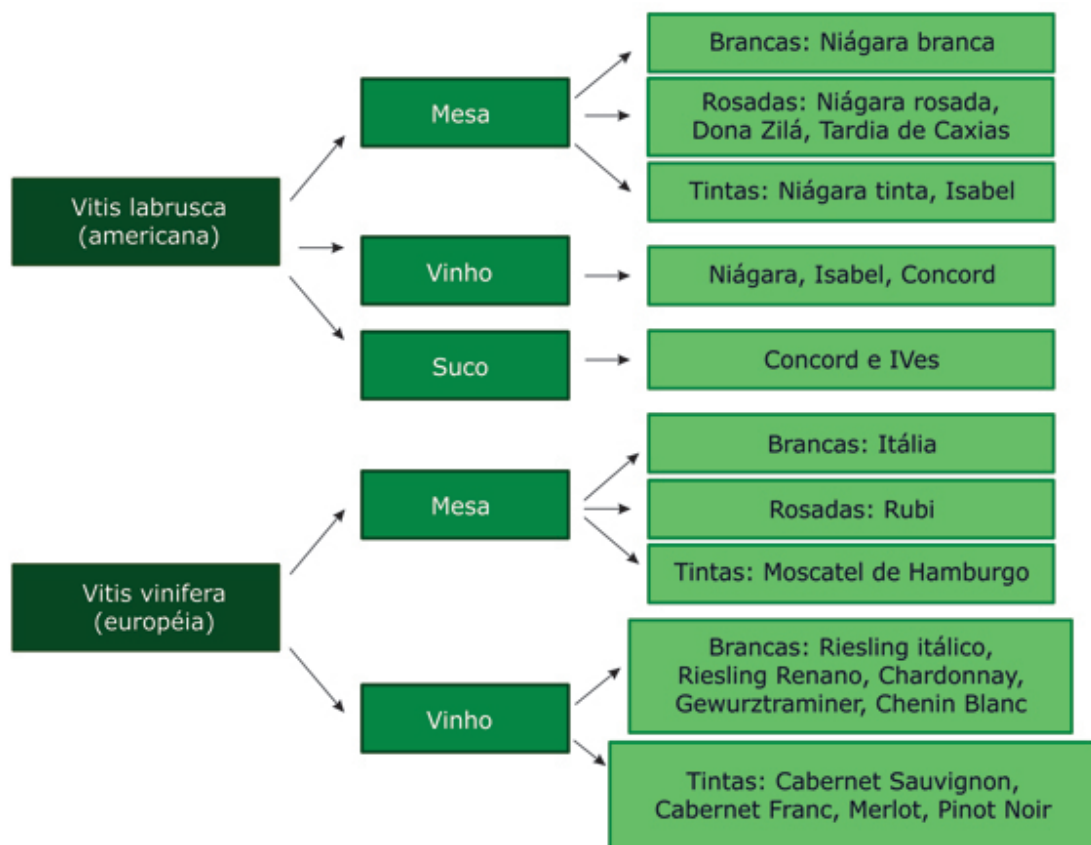 Vitis labrusca
(americana)
Mesa
Brancas: Niágara branca
Rosadas: Niágara rosada,
Dona Zilá, Tardia de Caxias
Tintas: Niágara tinta, Isabel
Vinho
Niágara, Isabel, Concord
Suco
Concord e IVes
Vitis vinifera
(européia)
Mesa
Brancas: Itália
Rosadas: Rubi
Tintas: Moscatel de Hamburgo
Vinho
Brancas: Riesling itálico,
Riesling Renano, Chardonnay,
Gewurztraminer, Chenin Blanc
Tintas: Cabernet Sauvignon,
Cabernet Franc, Merlot, Pinot Noir